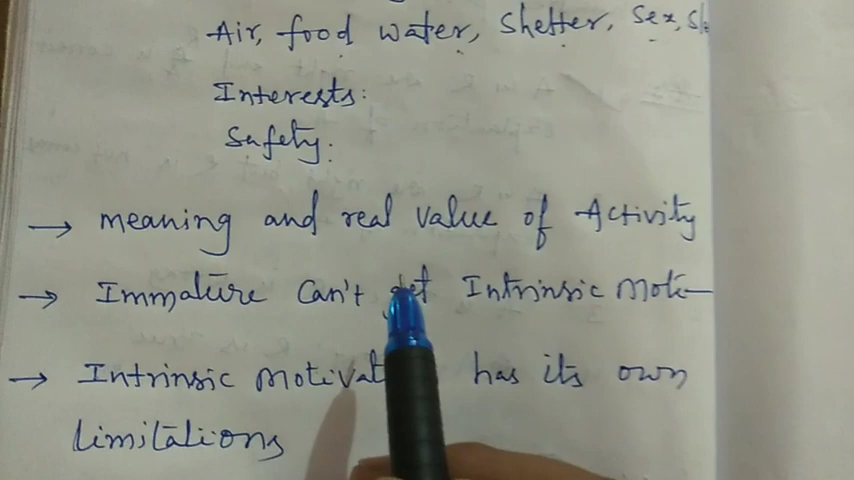 Air, food water, Shelter, Sex,
Interests:
Safety:
→ meaning and real value of Activity
→ Immature Can't get Intrinsic Moti—
→ Intrinsic motivat has its own
limitations